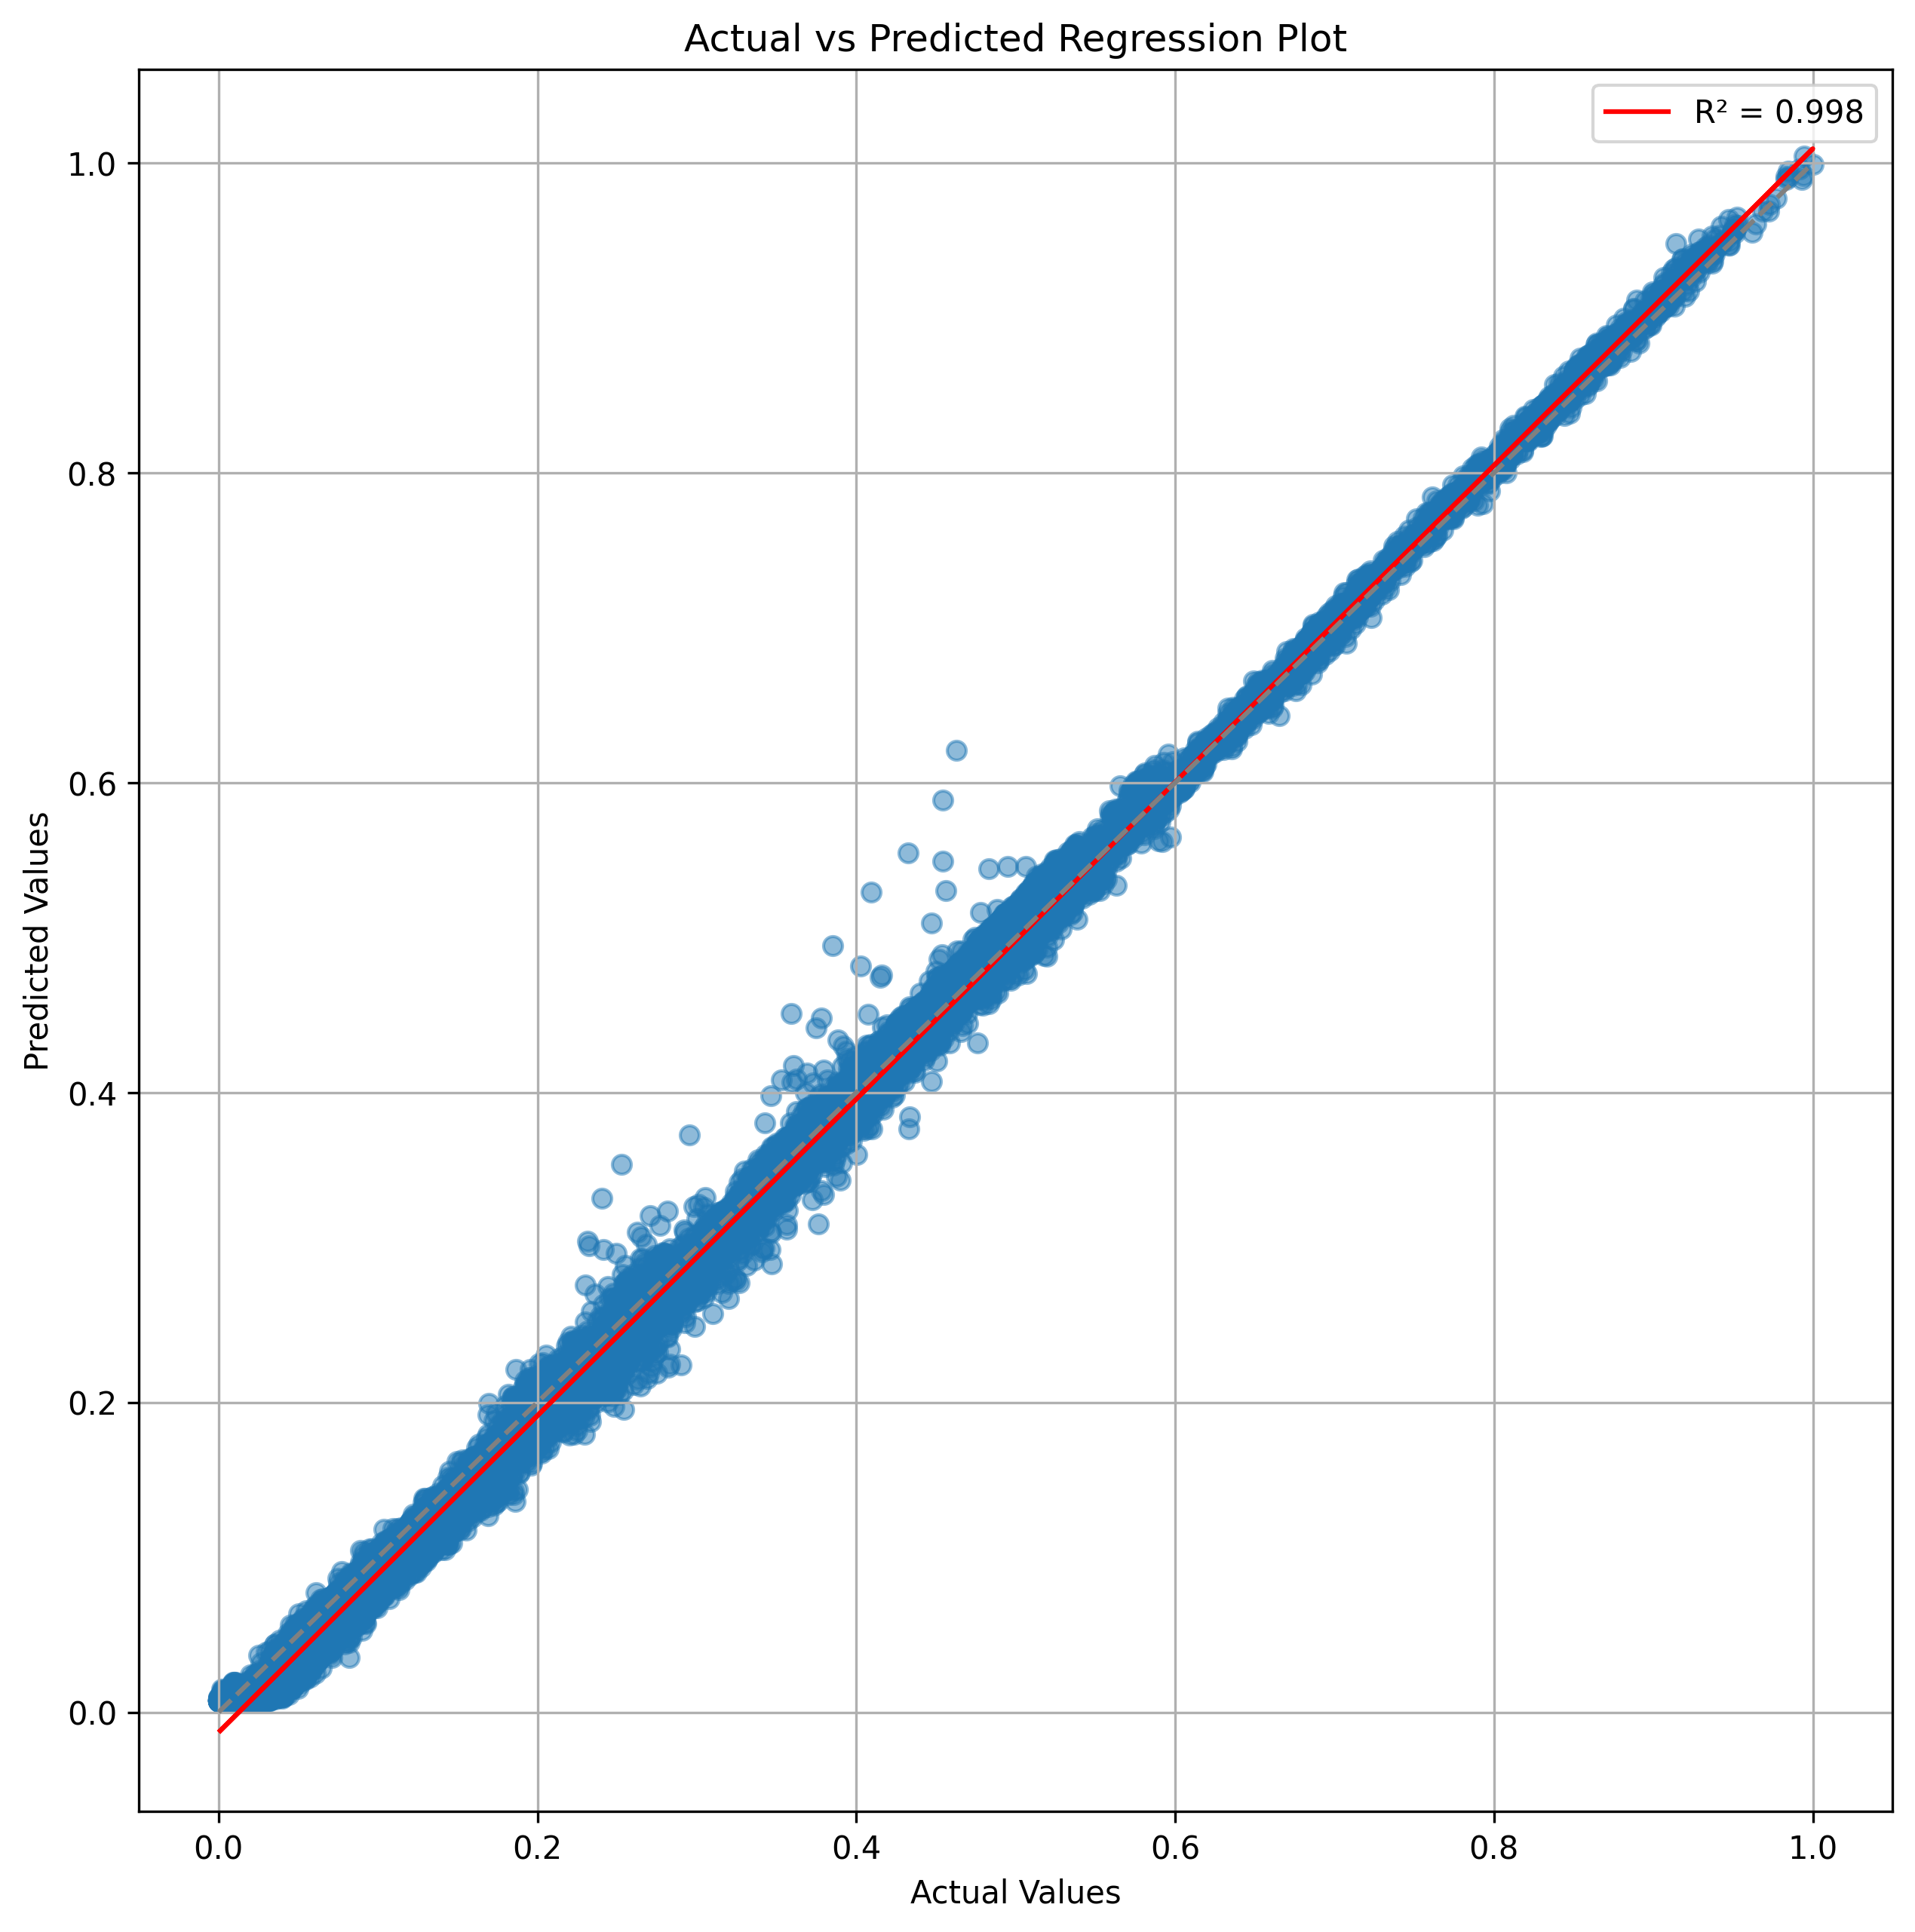 Actual vs Predicted Regression Plot
R² = 0.998
1.0
0.8
0.6
0.4
0.2
0.0
Predicted Values
0.0 0.2 0.4 0.6 0.8 1.0
Actual Values